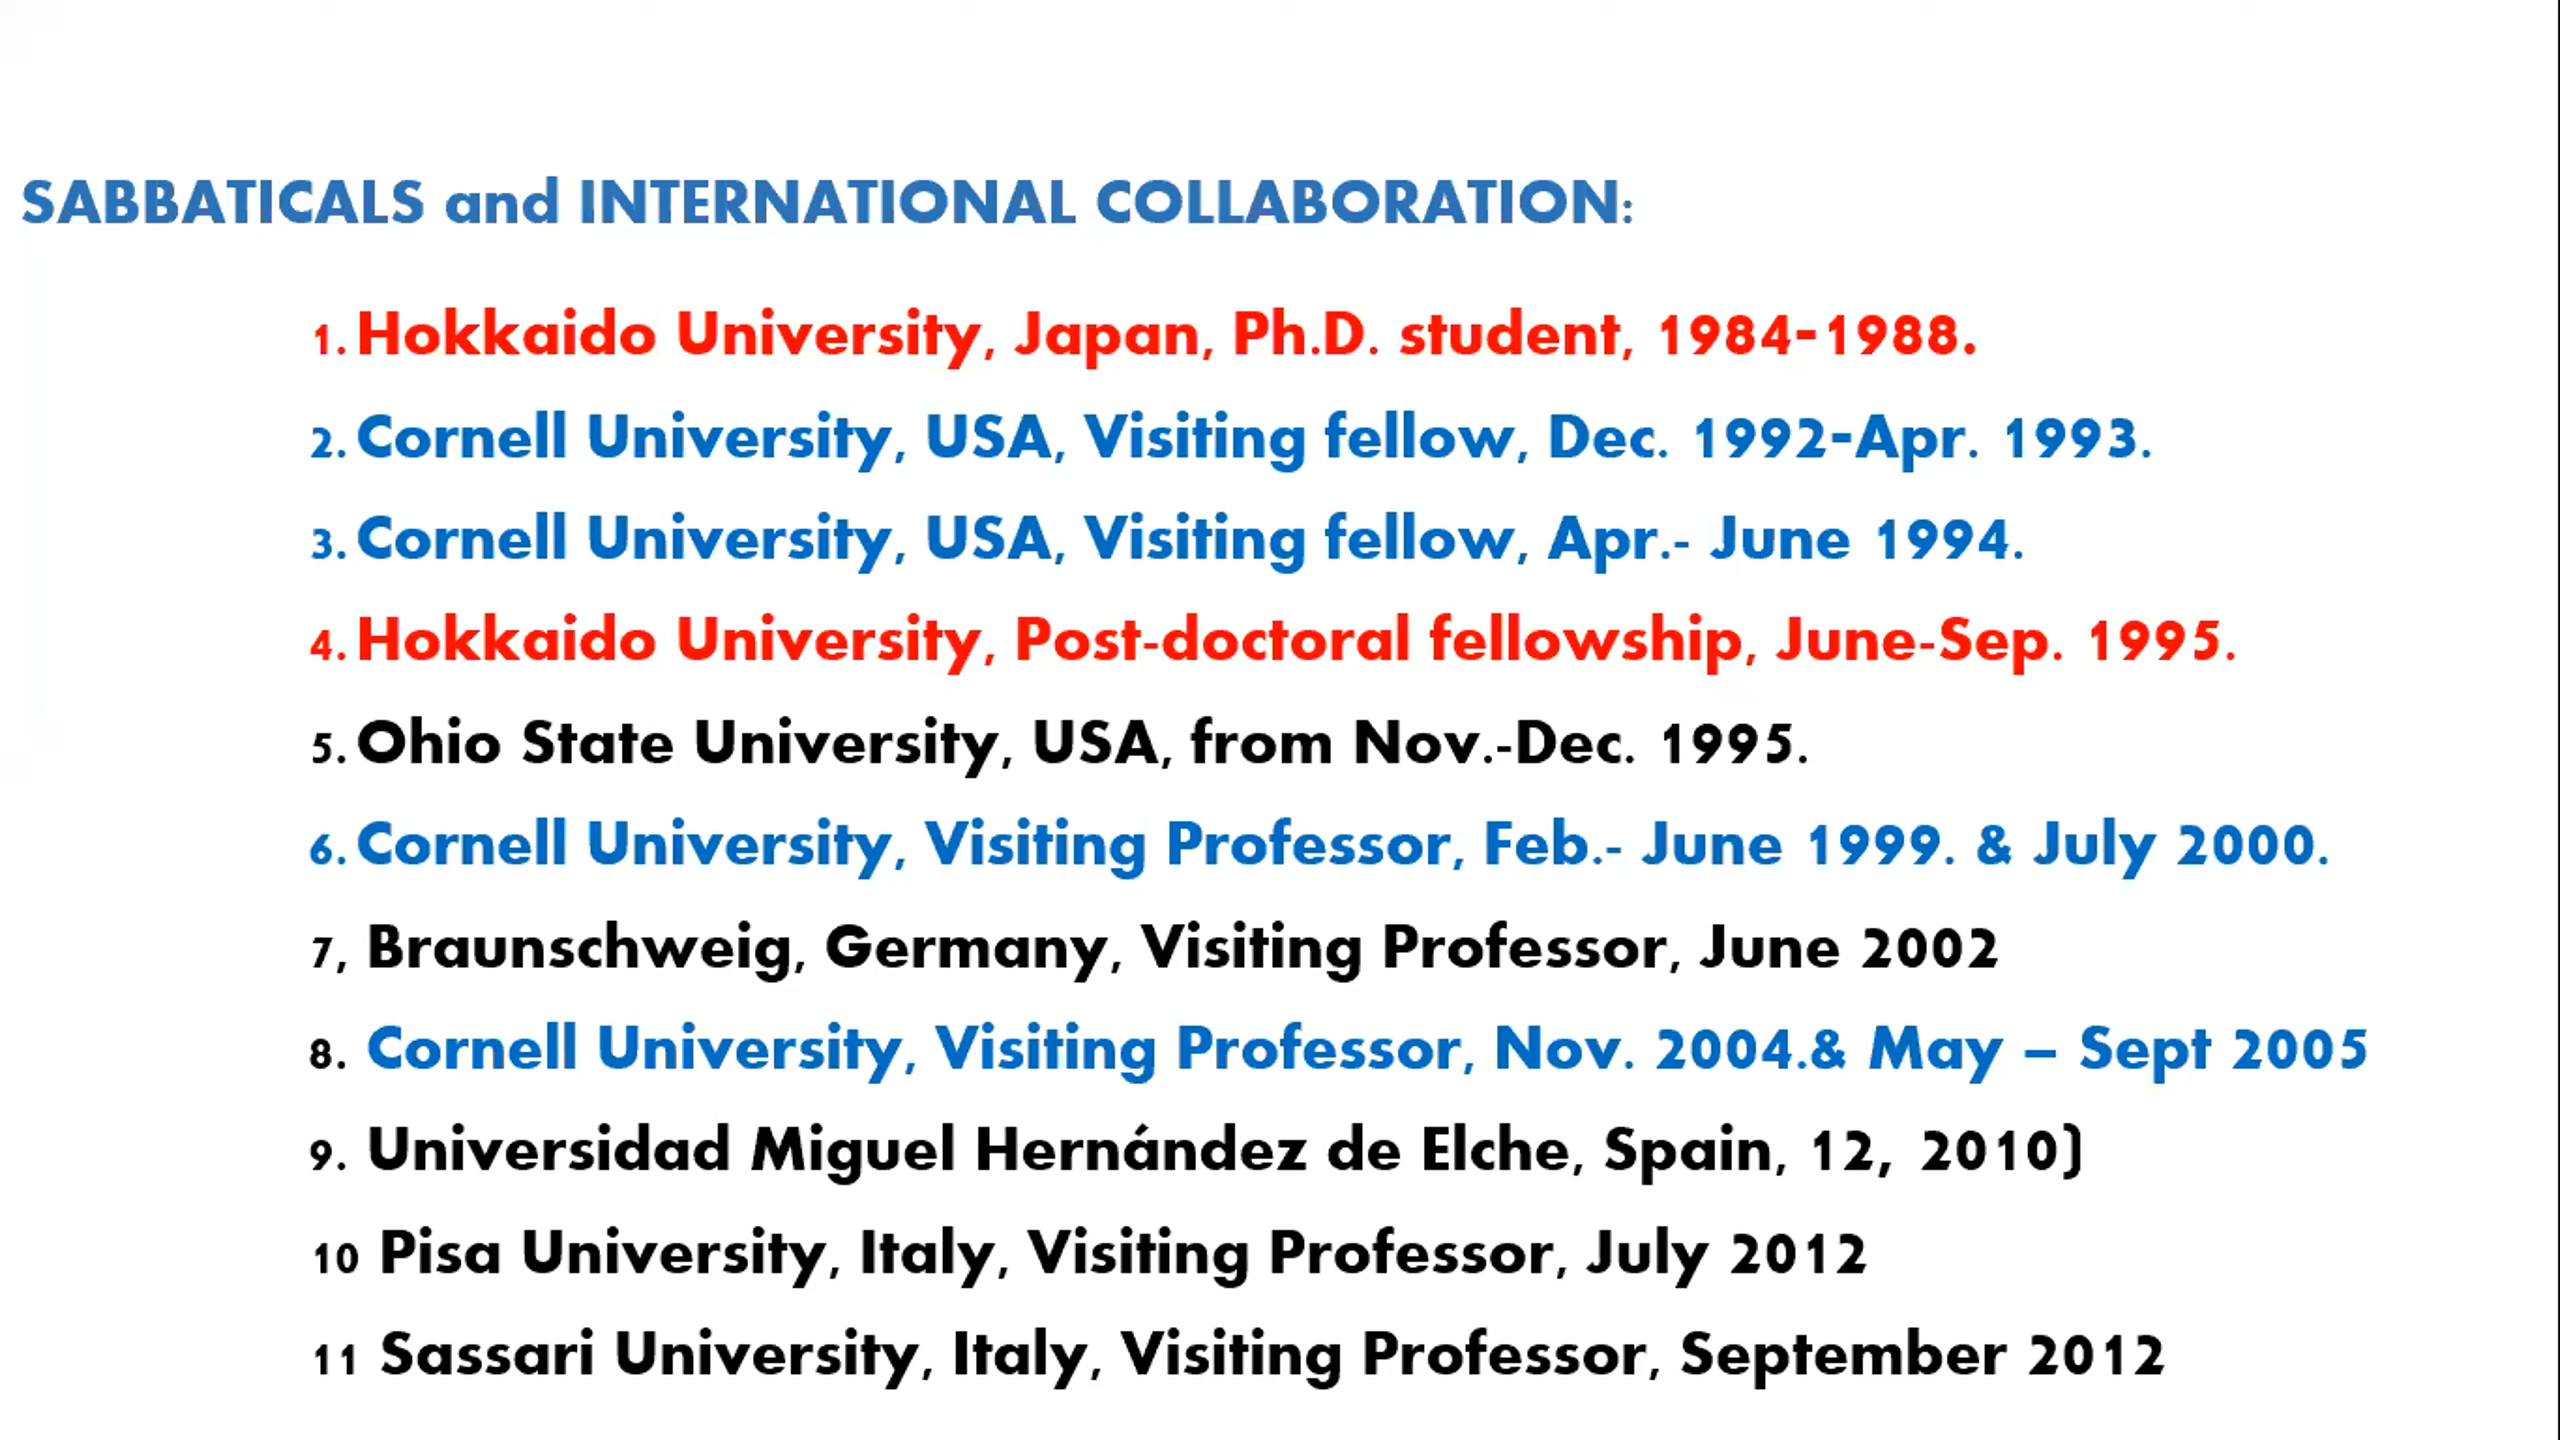 SABBATICALS and INTERNATIONAL COLLABORATION:
1. Hokkaido University, Japan, Ph.D. student, 1984-1988.
2. Cornell University, USA, Visiting fellow, Dec. 1992-Apr. 1993.
3. Cornell University, USA, Visiting fellow, Apr.- June 1994.
4. Hokkaido University, Post-doctoral fellowship, June-Sep. 1995.
5. Ohio State University, USA, from Nov.-Dec. 1995.
6. Cornell University, Visiting Professor, Feb.- June 1999. & July 2000.
7, Braunschweig, Germany, Visiting Professor, June 2002
8. Cornell University, Visiting Professor, Nov. 2004.& May – Sept 2005
9. Universidad Miguel Hernández de Elche, Spain, 12, 2010)
10 Pisa University, Italy, Visiting Professor, July 2012
11 Sassari University, Italy, Visiting Professor, September 2012